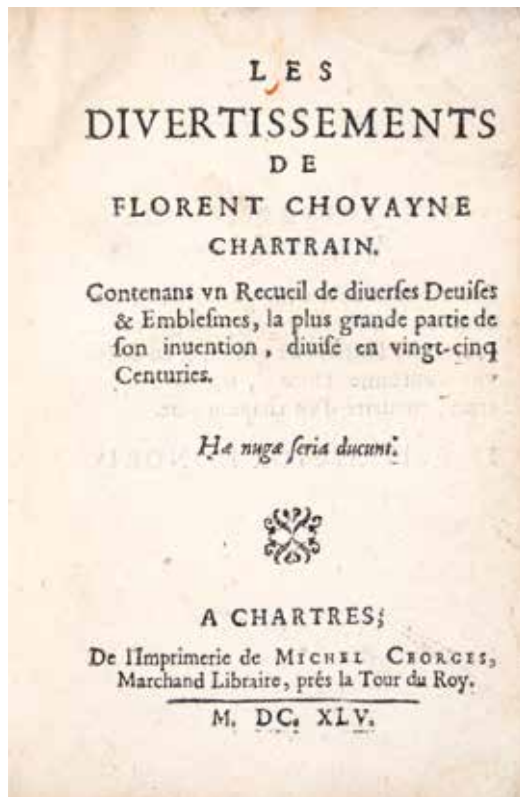 LES
DIVERTISSEMENTS
DE
FLORENT CHOVAYNE
CHARTRAIN.
Contenans vn Recueil de diuerſes Deuiſes
& Embleſmes, la plus grande partie de
ſon inuention, diuiſé en vingt-cinq
Centuries.
Hæ nugæ ſeria ducunt.
A CHARTRES;
De l'Imprimerie de MICHEL GEORGES,
Marchand Libraire, prés la Tour du Roy.
M. DC. XLV.